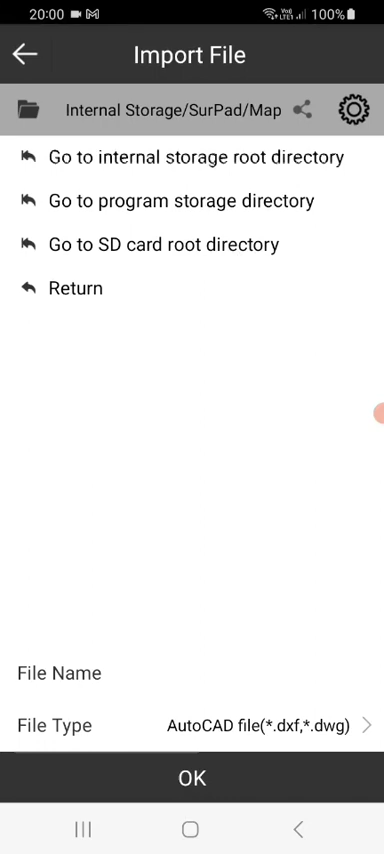 20:00 100%
Import File
Internal Storage/SurPad/Map
Go to internal storage root directory
Go to program storage directory
Go to SD card root directory
Return
File Name
File Type AutoCAD file(*.dxf,*.dwg)
OK